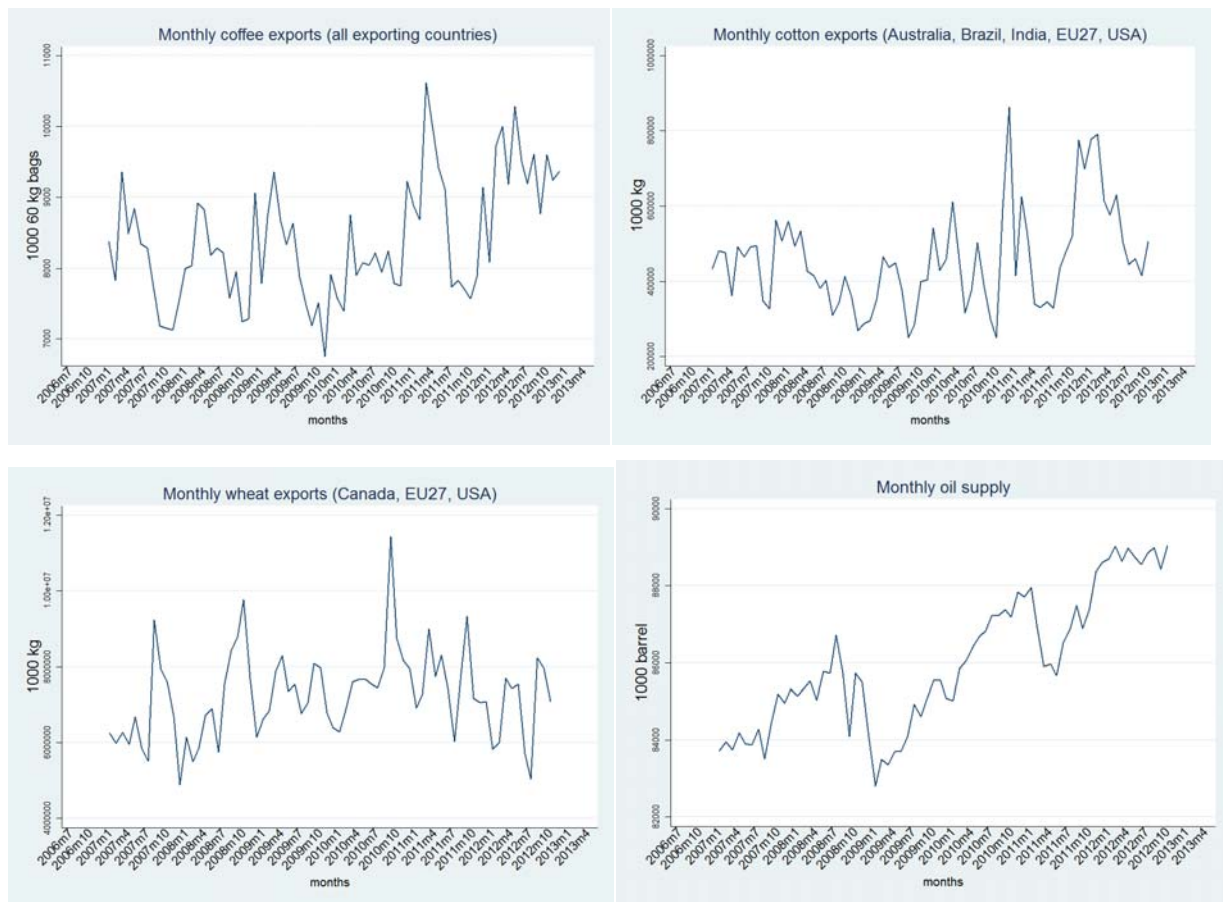 Monthly coffee exports (all exporting countries)
1000 60 kg bags
11000
10000
9000
8000
7000
2006m7
2006m10
2007m1
2007m4
2007m7
2007m10
2008m1
2008m4
2008m7
2008m10
2009m1
2009m4
2009m7
2009m10
2010m1
2010m4
2010m7
2010m10
2011m1
2011m4
2011m7
2011m10
2012m1
2012m4
2012m7
2012m10
2013m1
2013m4
months
Monthly cotton exports (Australia, Brazil, India, EU27, USA)
1000 kg
1000000
800000
600000
400000
200000
2006m7
2006m10
2007m1
2007m4
2007m7
2007m10
2008m1
2008m4
2008m7
2008m10
2009m1
2009m4
2009m7
2009m10
2010m1
2010m4
2010m7
2010m10
2011m1
2011m4
2011m7
2011m10
2012m1
2012m4
2012m7
2012m10
2013m1
2013m4
months
Monthly wheat exports (Canada, EU27, USA)
1000 kg
1.20e+07
1.00e+07
8000000
6000000
4000000
2006m7
2006m10
2007m1
2007m4
2007m7
2007m10
2008m1
2008m4
2008m7
2008m10
2009m1
2009m4
2009m7
2009m10
2010m1
2010m4
2010m7
2010m10
2011m1
2011m4
2011m7
2011m10
2012m1
2012m4
2012m7
2012m10
2013m1
2013m4
months
Monthly oil supply
1000 barrel
90000
88000
86000
84000
82000
2006m7
2006m10
2007m1
2007m4
2007m7
2007m10
2008m1
2008m4
2008m7
2008m10
2009m1
2009m4
2009m7
2009m10
2010m1
2010m4
2010m7
2010m10
2011m1
2011m4
2011m7
2011m10
2012m1
2012m4
2012m7
2012m10
2013m1
2013m4
months